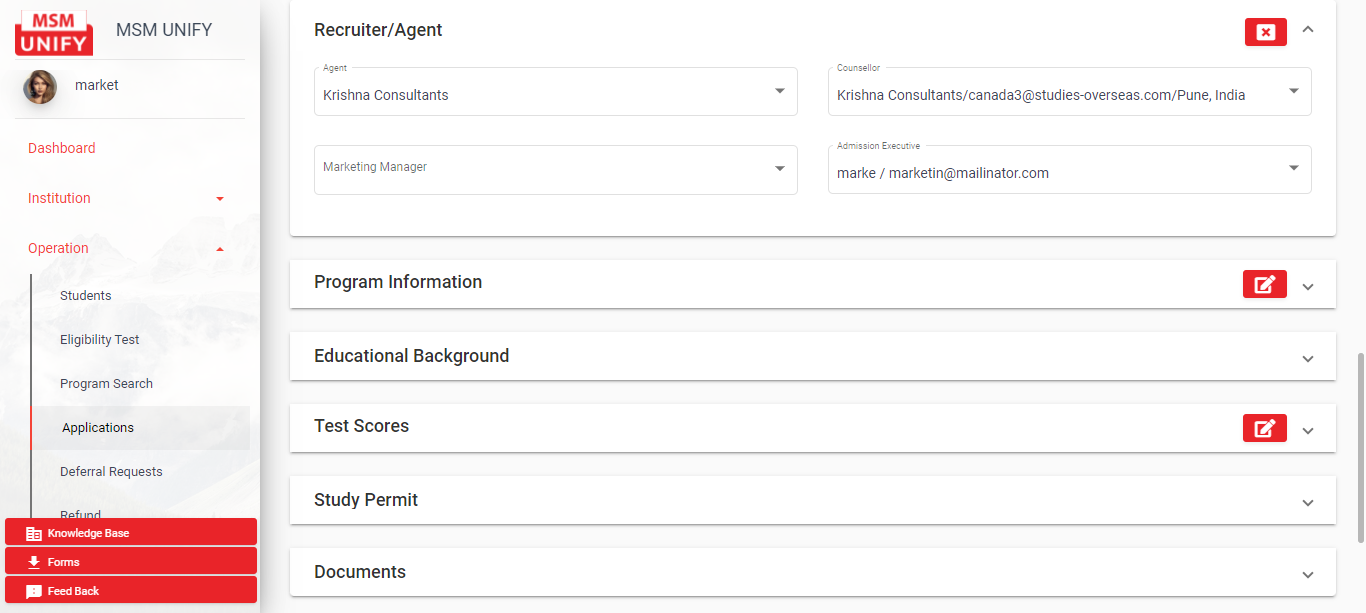 MSM
UNIFY
MSM UNIFY
market
Dashboard
Institution
Operation
Students
Eligibility Test
Program Search
Applications
Deferral Requests
Refund
Knowledge Base
Forms
Feed Back
Recruiter/Agent
Agent
Krishna Consultants
Counsellor
Krishna Consultants/canada3@studies-overseas.com/Pune, India
Marketing Manager
Admission Executive
marke / marketin@mailinator.com
Program Information
Educational Background
Test Scores
Study Permit
Documents